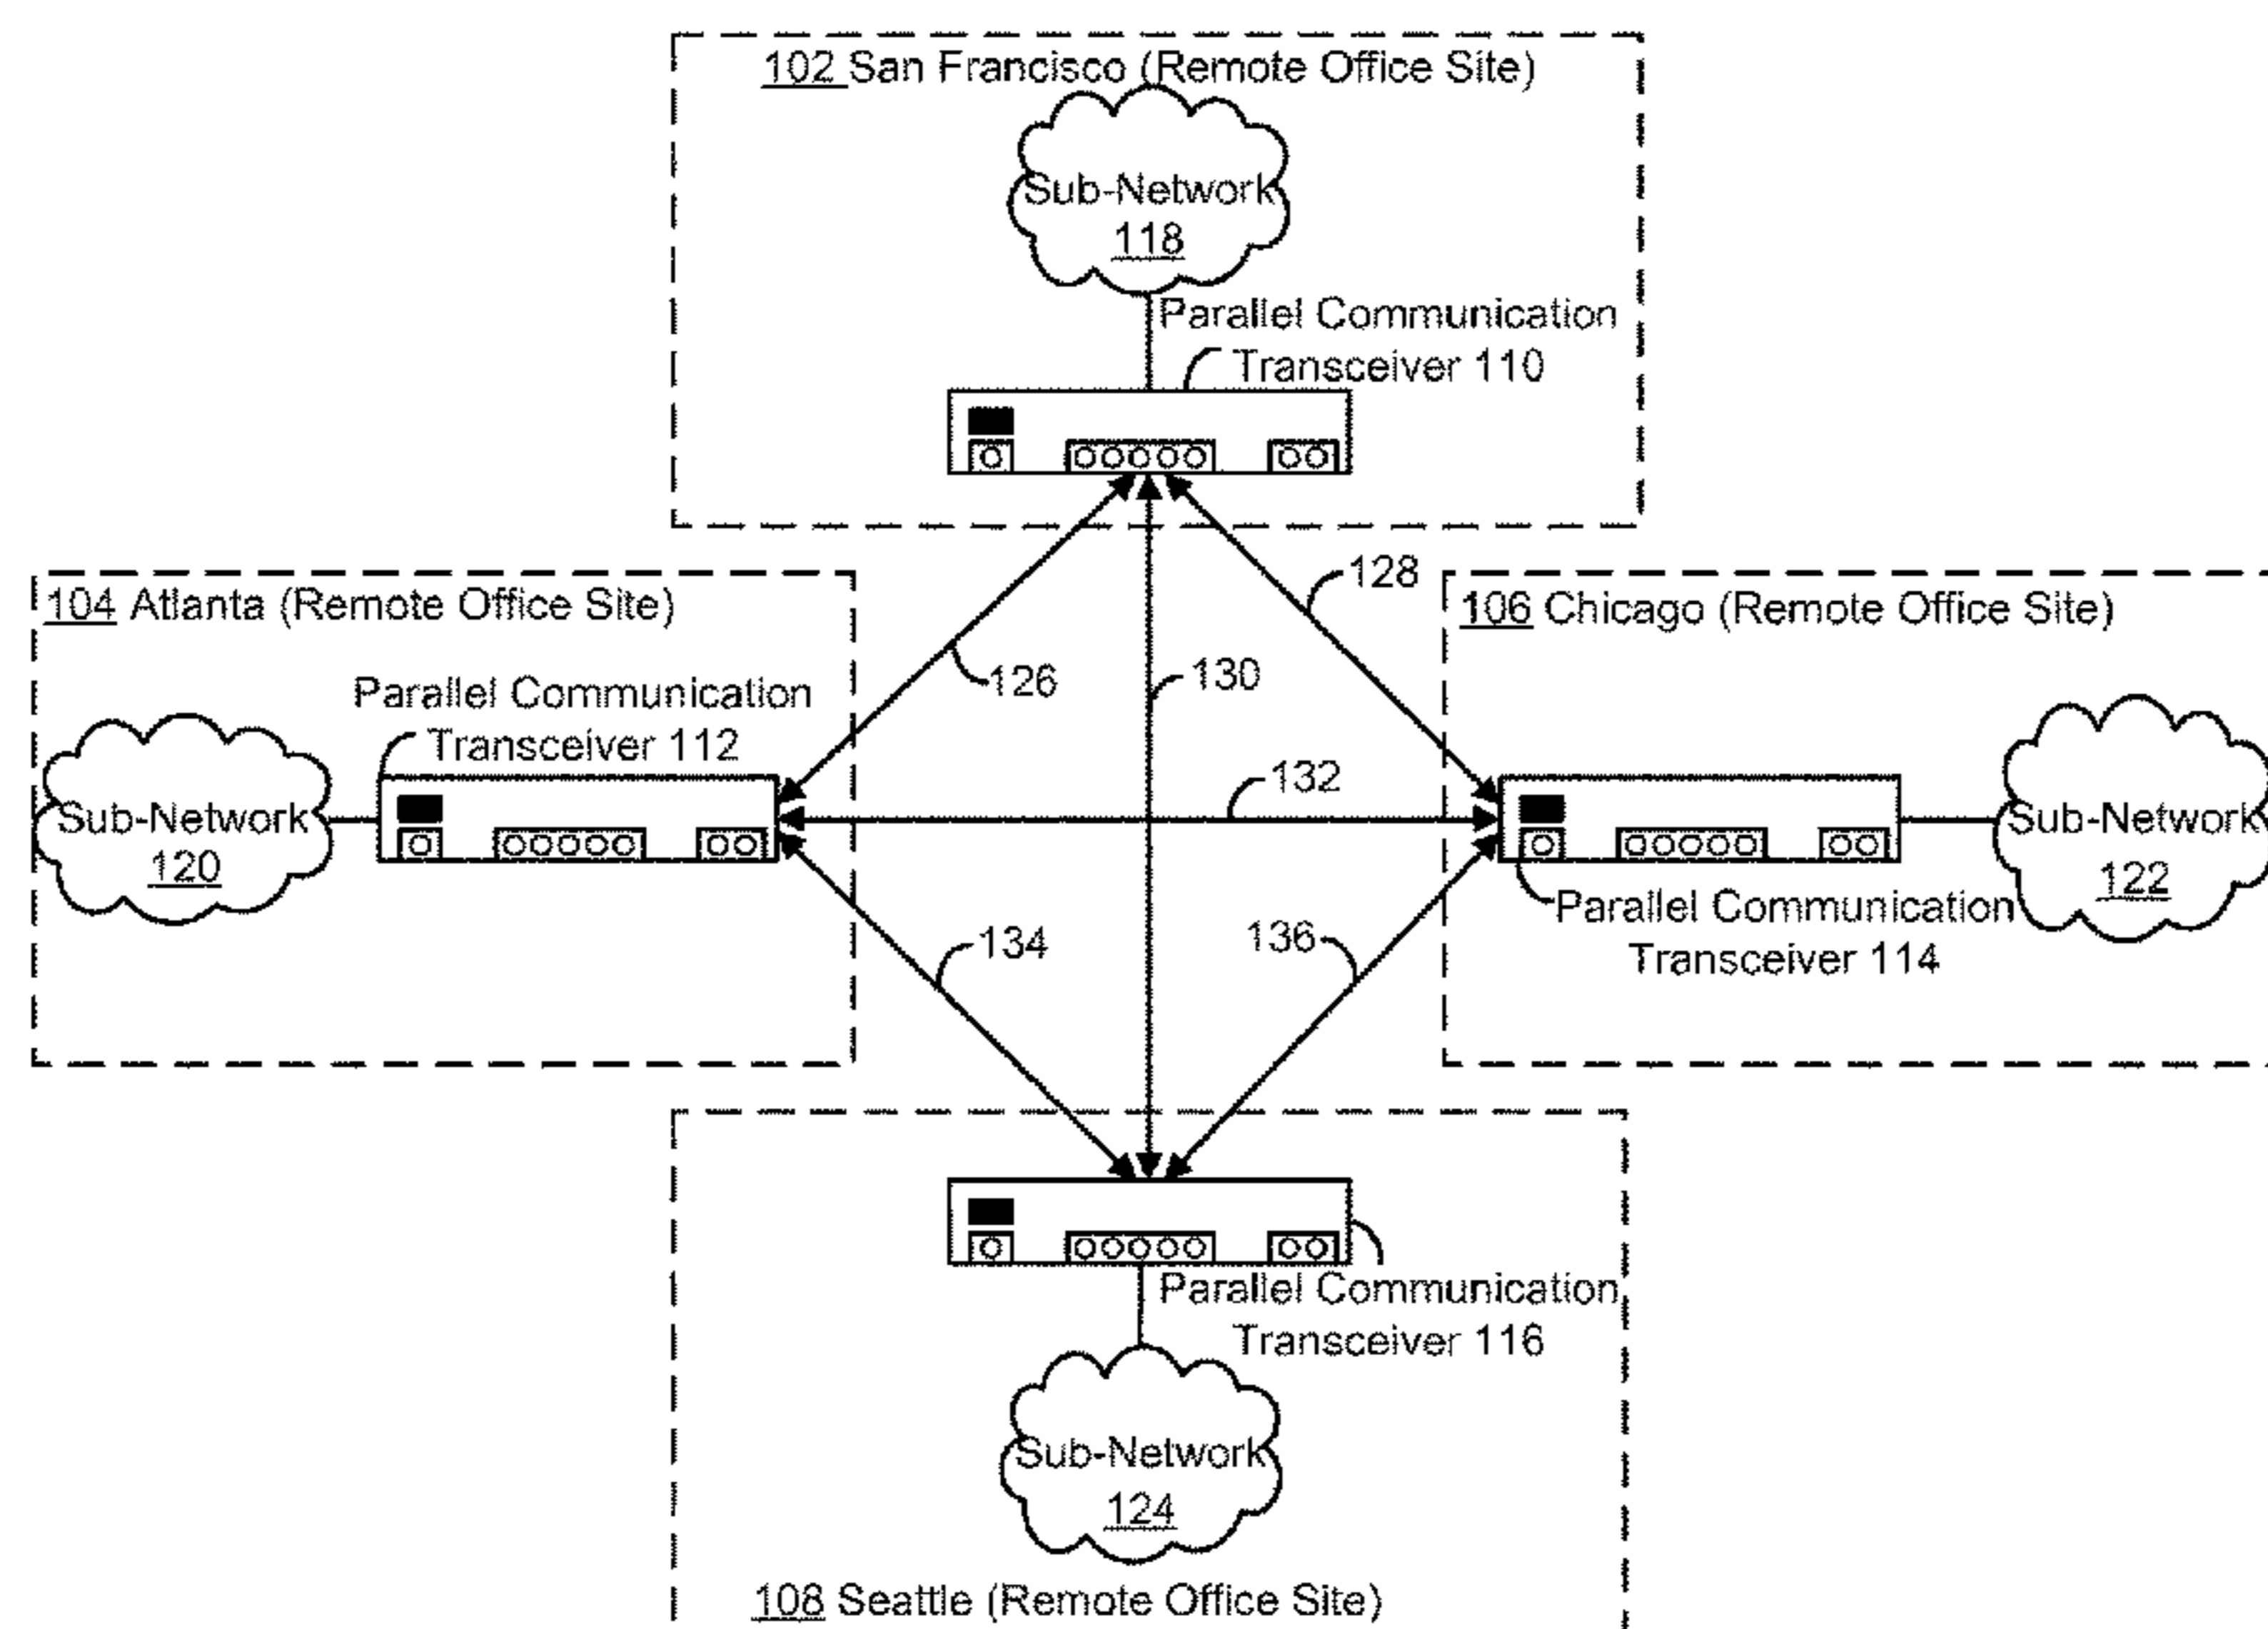 102 San Francisco (Remote Office Site)
Sub-Network
118
Parallel Communication
Transceiver 110
128
104 Atlanta (Remote Office Site)
106 Chicago (Remote Office Site)
126
130
Parallel Communication
Transceiver 112
132
Sub-Network
120
Sub-Network
122
Parallel Communication
Transceiver 114
134
136
Parallel Communication
Transceiver 116
Sub-Network
124
108 Seattle (Remote Office Site)